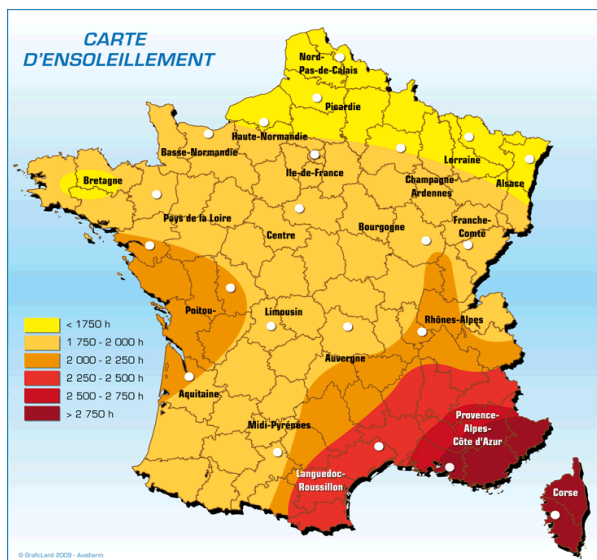 CARTE
D'ENSOLEILLEMENT
Nord-
Pas-de-Calais
Picardie
Haute-Normandie
Basse-Normandie
Ile-de-France
Lorraine
Champagne-
Ardennes
Alsace
Bretagne
Pays de la Loire
Centre
Bourgogne
Franche-
Comté
Poitou-
Limousin
Rhônes-Alpes
Auvergne
Aquitaine
Midi-Pyrénées
Languedoc-
Roussillon
Provence-
Alpes-
Côte d'Azur
Corse
< 1750 h
1 750 - 2 000 h
2 000 - 2 250 h
2 250 - 2 500 h
2 500 - 2 750 h
> 2 750 h
© GraficLand 2009 - Avatherm